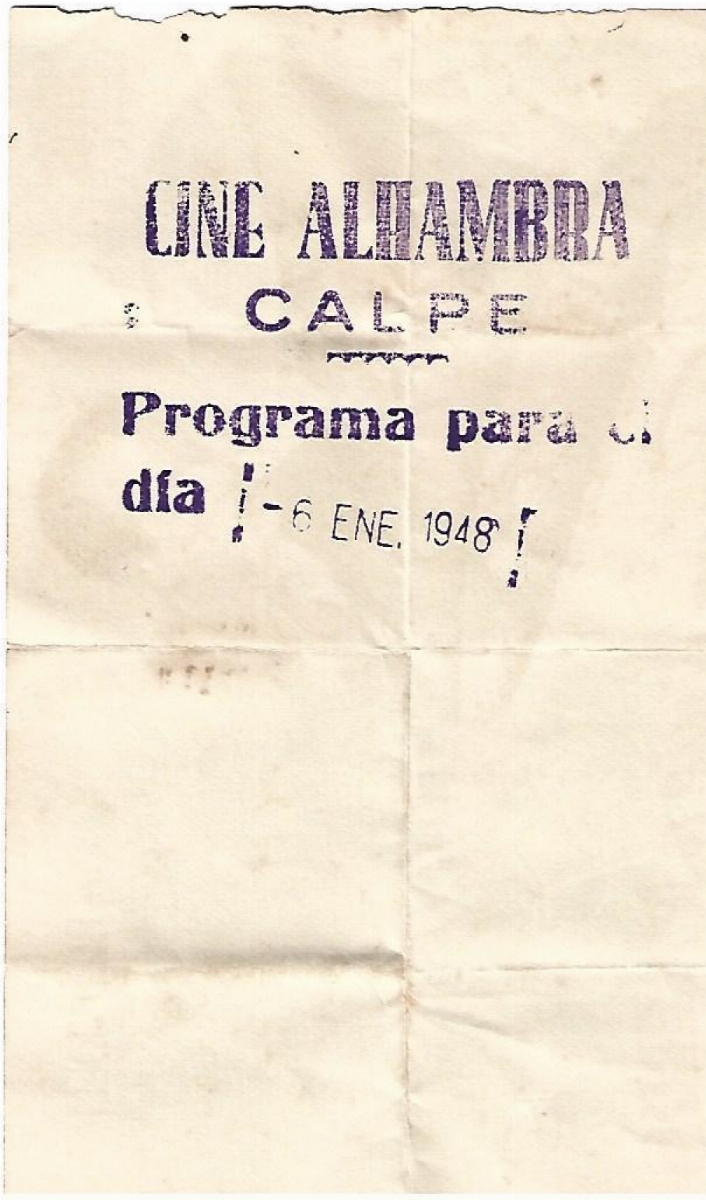 CINE ALHAMBRA
CALPE
Programa para el
día - 6 ENE. 1948